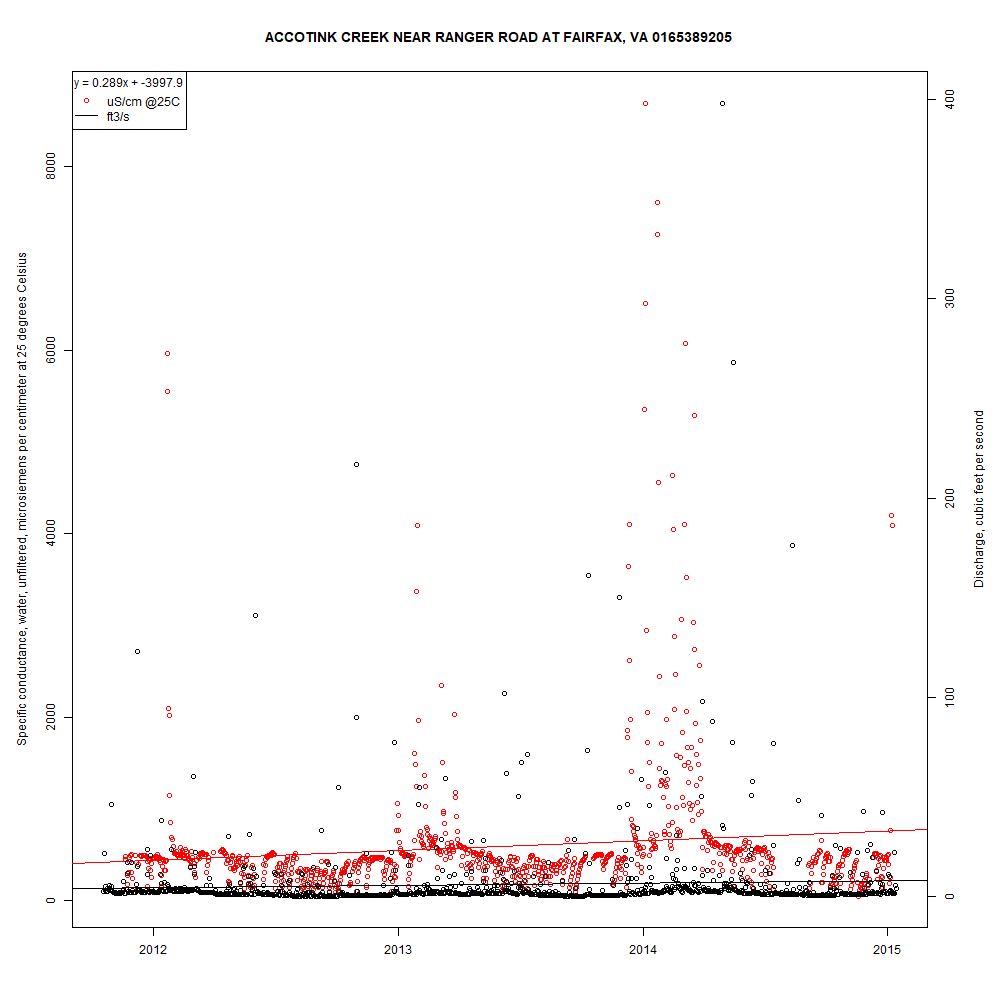 ACCOTINK CREEK NEAR RANGER ROAD AT FAIRFAX, VA 0165389205
y = 0.289x + -3997.9
uS/cm @25C
ft3/s
Specific conductance, water, unfiltered, microsiemens per centimeter at 25 degrees Celsius
8000
6000
4000
2000
0
400
300
200
100
0
Discharge, cubic feet per second
2012 2013 2014 2015